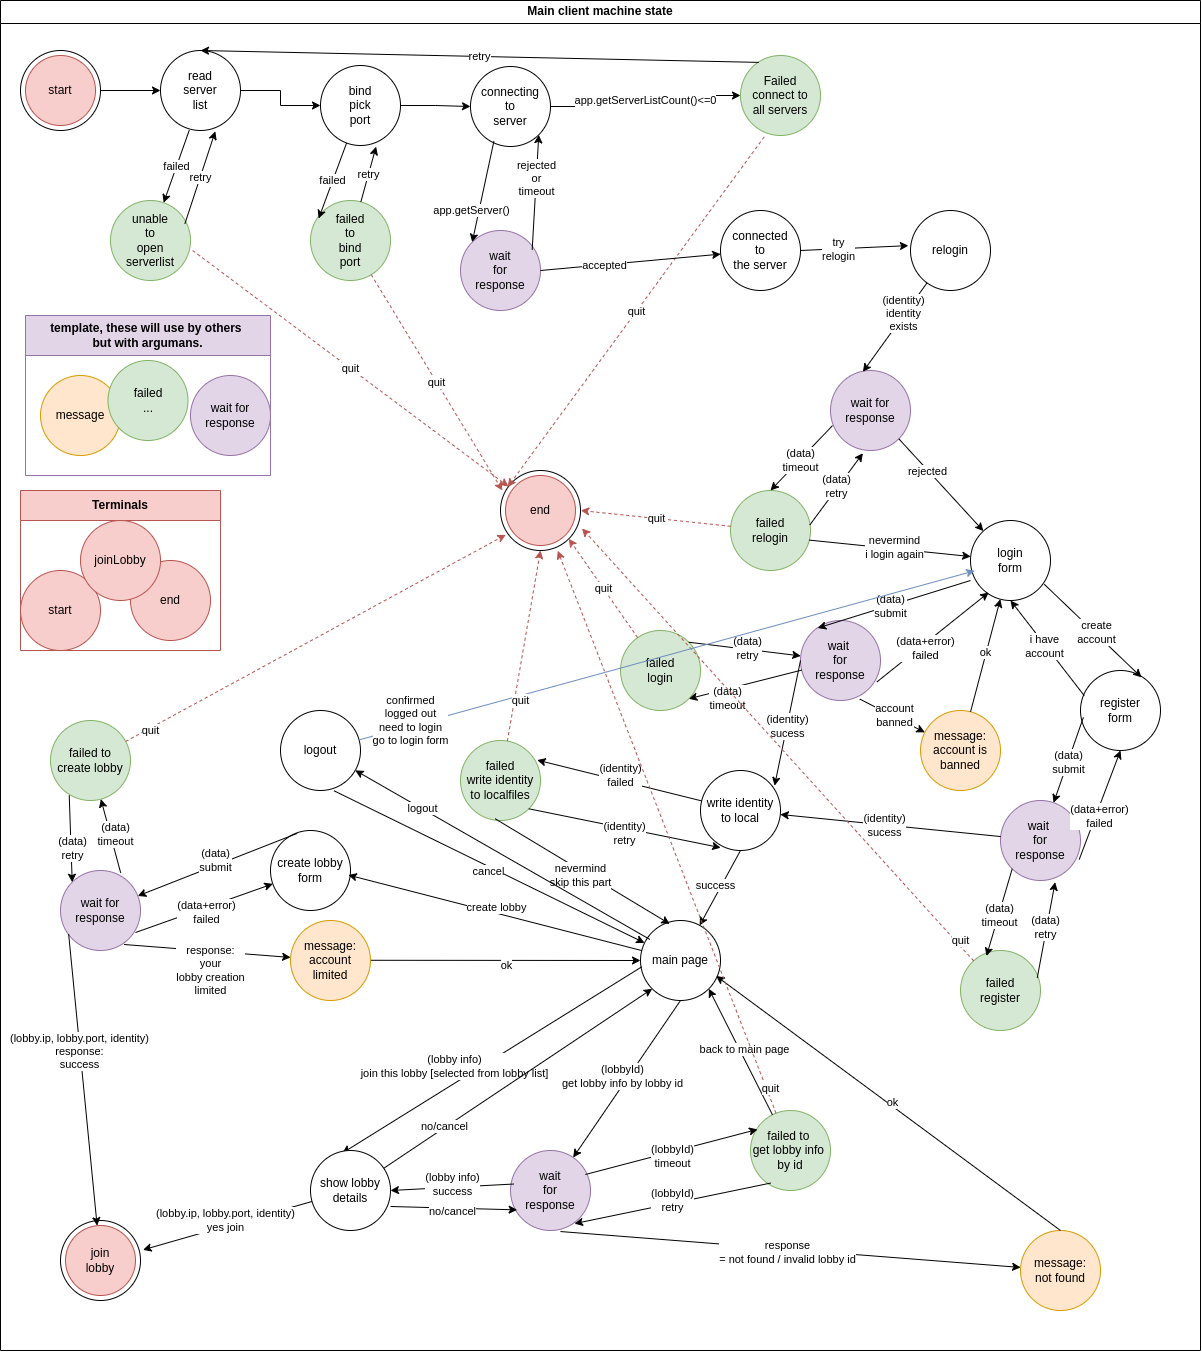 Main client machine state
start
read
server
list
bind
pick
port
connecting
to
server
app.getServerListCount()<=0
Failed
connect to
all servers
retry
failed
retry
failed
retry
rejected
or
timeout
app.getServer()
unable
to
open
serverlist
failed
to
bind
port
wait
for
response
accepted
connected
to
the server
try
relogin
relogin
(identity)
identity
exists
quit
quit
quit
template, these will use by others
but with argumans.
message
failed
...
wait for
response
wait for
response
(data)
timeout
(data)
retry
rejected
Terminals
joinLobby
start
end
end
quit
failed
relogin
nevermind
i login again
login
form
quit
(data)
submit
(data+error)
failed
ok
i have
account
create
account
failed
login
(data)
retry
(data)
timeout
wait
for
response
account
banned
message:
account is
banned
register
form
(identity)
sucess
(data)
submit
(data+error)
failed
quit
failed to
create lobby
logout
confirmed
logged out
need to login
go to login form
quit
failed
write identity
to localfiles
(identity)
failed
(identity)
retry
write identity
to local
(identity)
sucess
wait
for
response
logout
cancel
nevermind
skip this part
success
(data)
retry
(data)
timeout
(data)
submit
create lobby
form
create lobby
wait for
response
(data+error)
failed
response:
your
lobby creation
limited
message:
account
limited
ok
main page
quit
(data)
timeout
(data)
retry
failed
register
(lobby.ip, lobby.port, identity)
response:
success
(lobby info)
join this lobby [selected from lobby list]
(lobbyId)
get lobby info by lobby id
back to main page
quit
ok
no/cancel
failed to
get lobby info
by id
(lobbyId)
timeout
(lobbyId)
retry
show lobby
details
(lobby info)
success
no/cancel
wait
for
response
(lobby.ip, lobby.port, identity)
yes join
join
lobby
response
= not found / invalid lobby id
message:
not found